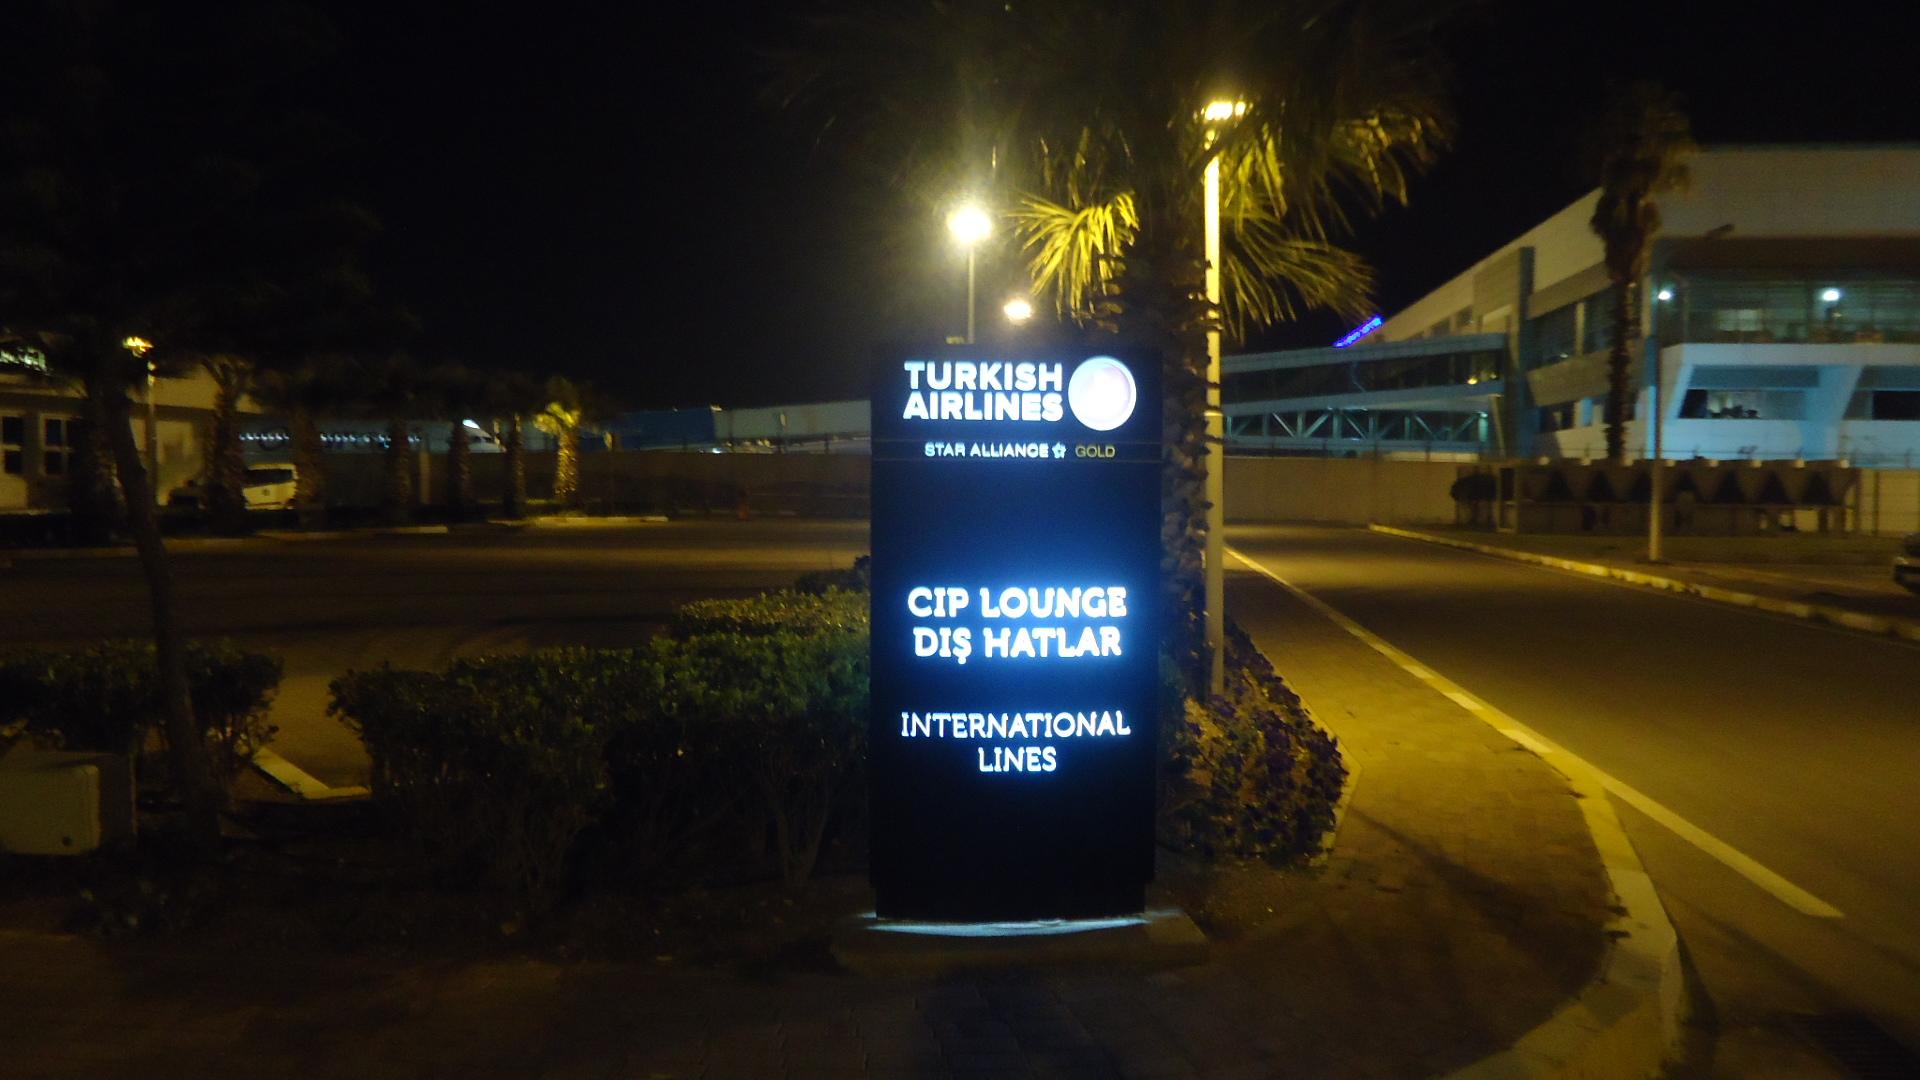 TURKISH
AIRLINES
STAR ALLIANCE GOLD
CIP LOUNGE
DIŞ HATLAR
INTERNATIONAL
LINES